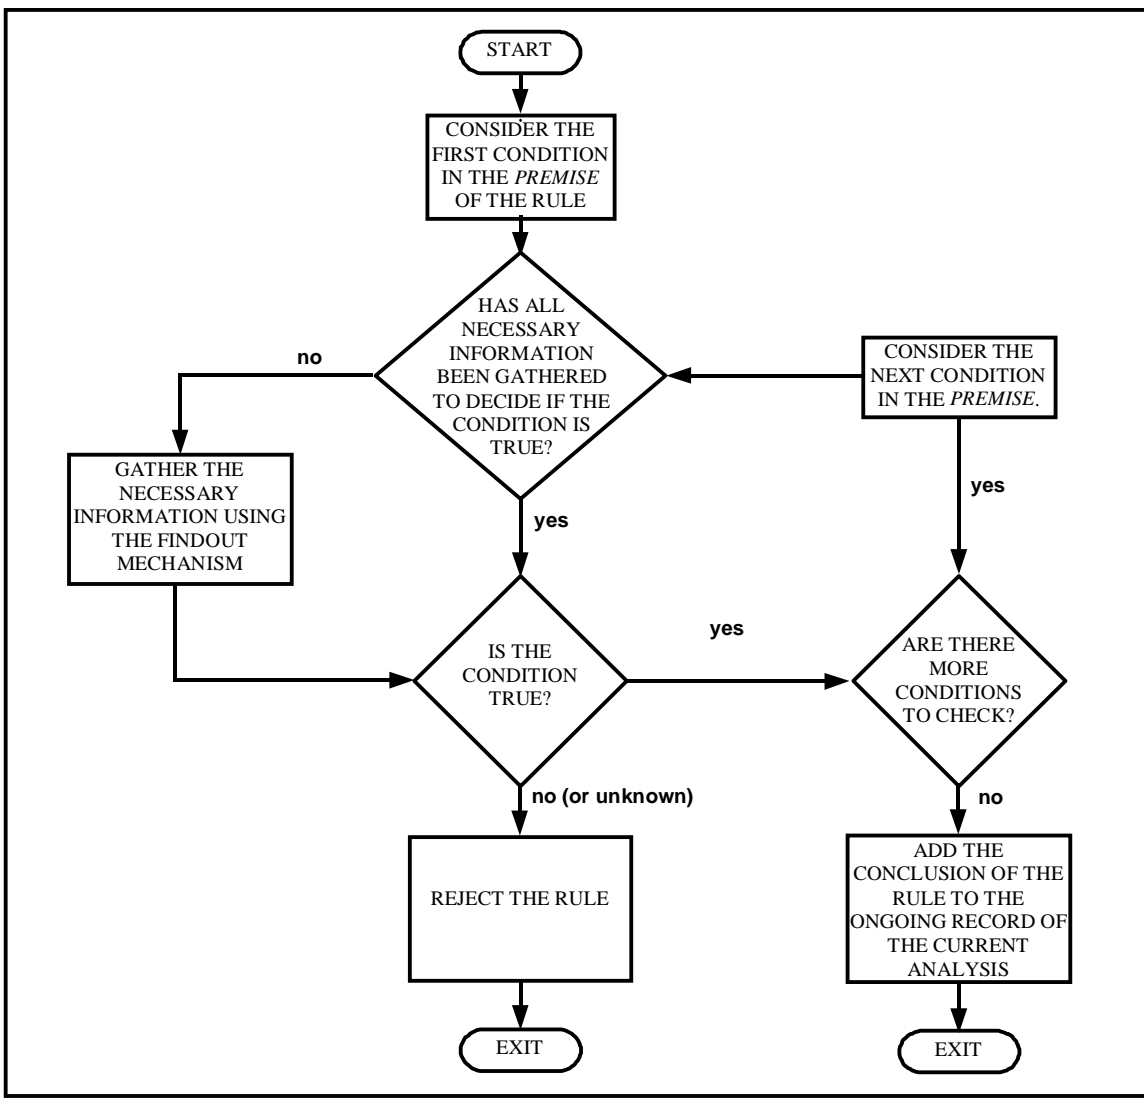 START
CONSIDER THE
FIRST CONDITION
IN THE PREMISE
OF THE RULE
HAS ALL
NECESSARY
INFORMATION
BEEN GATHERED
TO DECIDE IF THE
CONDITION IS
TRUE?
no
CONSIDER THE
NEXT CONDITION
IN THE PREMISE.
GATHER THE
NECESSARY
INFORMATION USING
THE FINDOUT
MECHANISM
yes
yes
IS THE
CONDITION
TRUE?
yes
ARE THERE
MORE
CONDITIONS
TO CHECK?
no (or unknown)
no
REJECT THE RULE
ADD THE
CONCLUSION OF THE
RULE TO THE
ONGOING RECORD OF
THE CURRENT
ANALYSIS
EXIT
EXIT